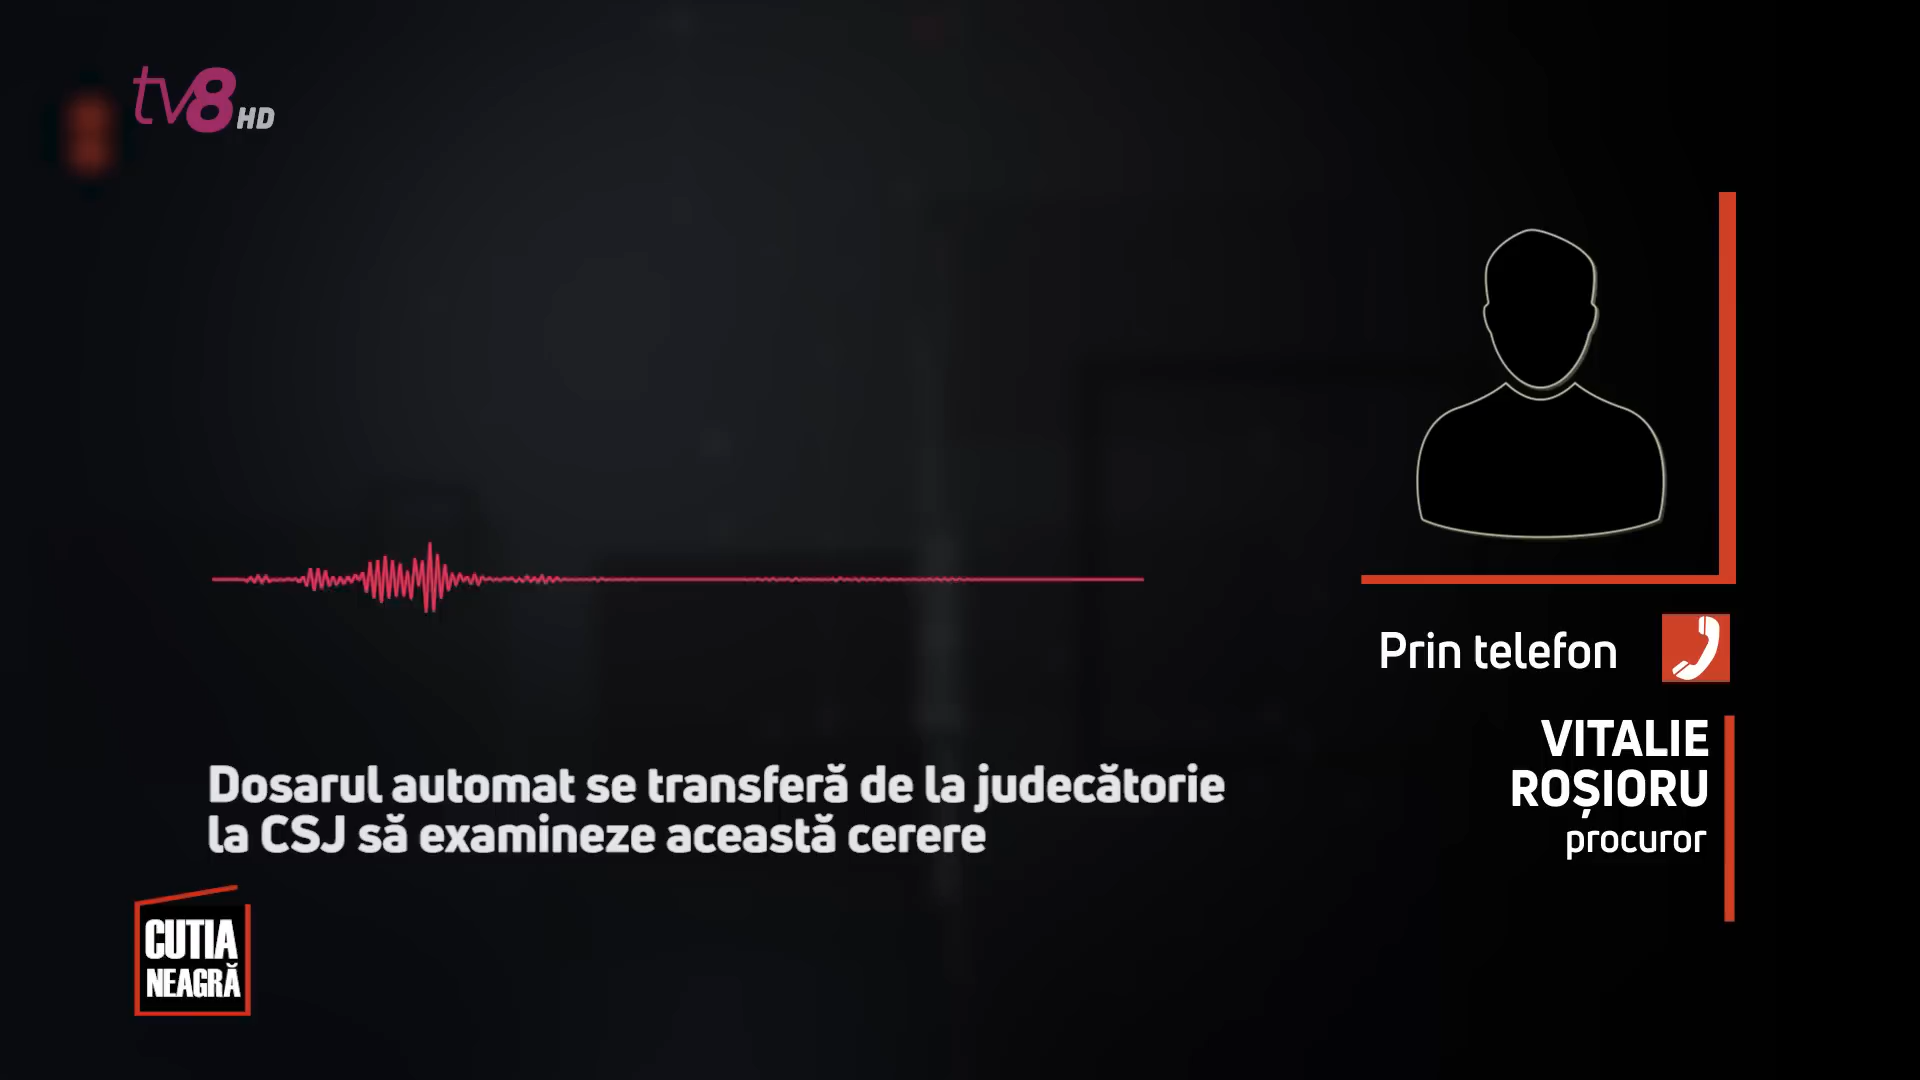 tv8 HD
Prin telefon
VITALIE
ROȘIORU
procuror
Dosarul automat se transferă de la judecătorie
la CSJ să examineze această cerere
CUTIA
NEAGRĂ